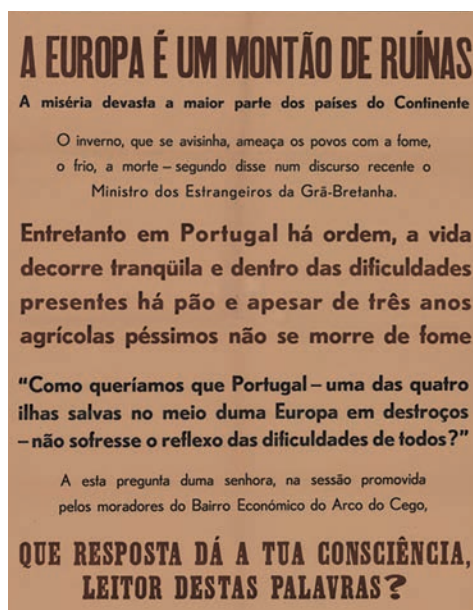 A EUROPA É UM MONTÃO DE RUÍNAS
A miséria devasta a maior parte dos países do Continente
O inverno, que se avisinha, ameaça os povos com a fome,
o frio, a morte – segundo disse num discurso recente o
Ministro dos Estrangeiros da Grã-Bretanha.
Entretanto em Portugal há ordem, a vida
decorre tranqüila e dentro das dificuldades
presentes há pão e apesar de três anos
agrícolas péssimos não se morre de fome
“Como queríamos que Portugal – uma das quatro
ilhas salvas no meio duma Europa em destroços
– não sofresse o reflexo das dificuldades de todos?”
A esta pregunta duma senhora, na sessão promovida
pelos moradores do Bairro Económico do Arco do Cego,
QUE RESPOSTA DÁ A TUA CONSCIÊNCIA,
LEITOR DESTAS PALAVRAS?